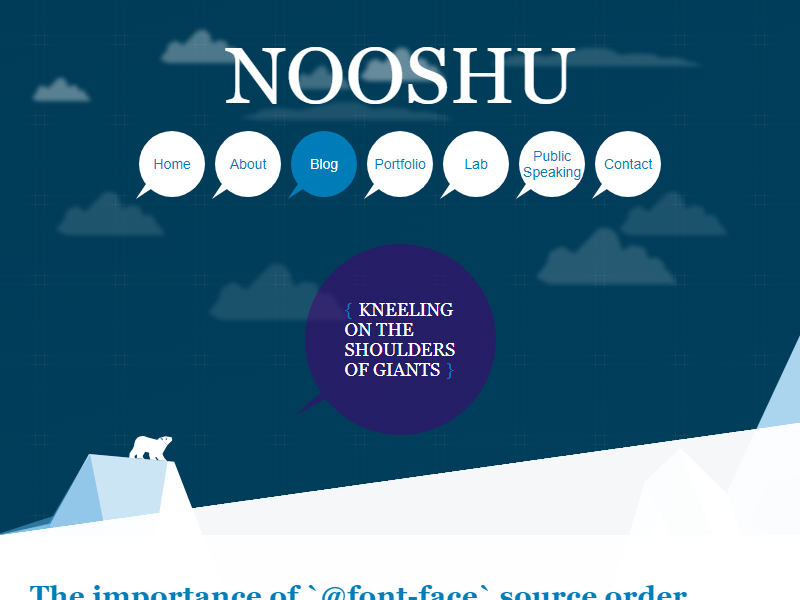 NOOSHU
Home
About
Blog
Portfolio
Lab
Public
Speaking
Contact
{ KNEELING
ON THE
SHOULDERS
OF GIANTS }
The importance of `@font-face` source order